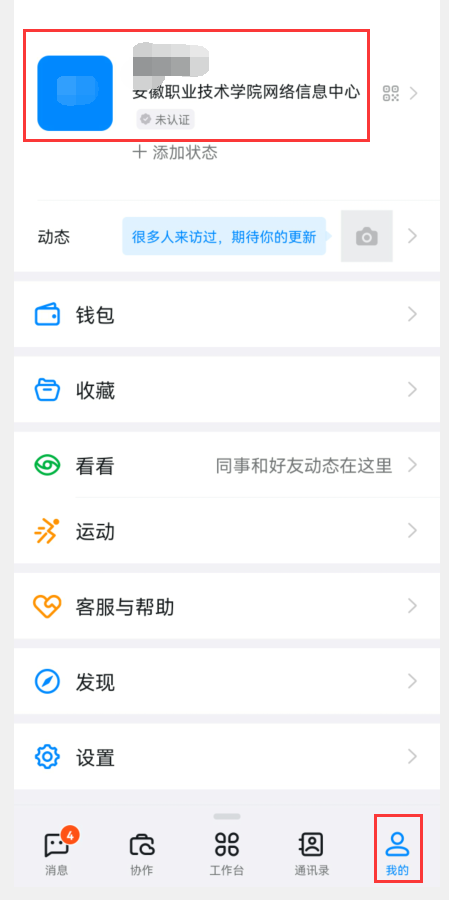 安徽职业技术学院网络信息中心
未认证
添加状态
动态
很多人来访过，期待你的更新
钱包
收藏
看看
同事和好友动态在这里
运动
客服与帮助
发现
设置
4
消息
协作
工作台
通讯录
我的